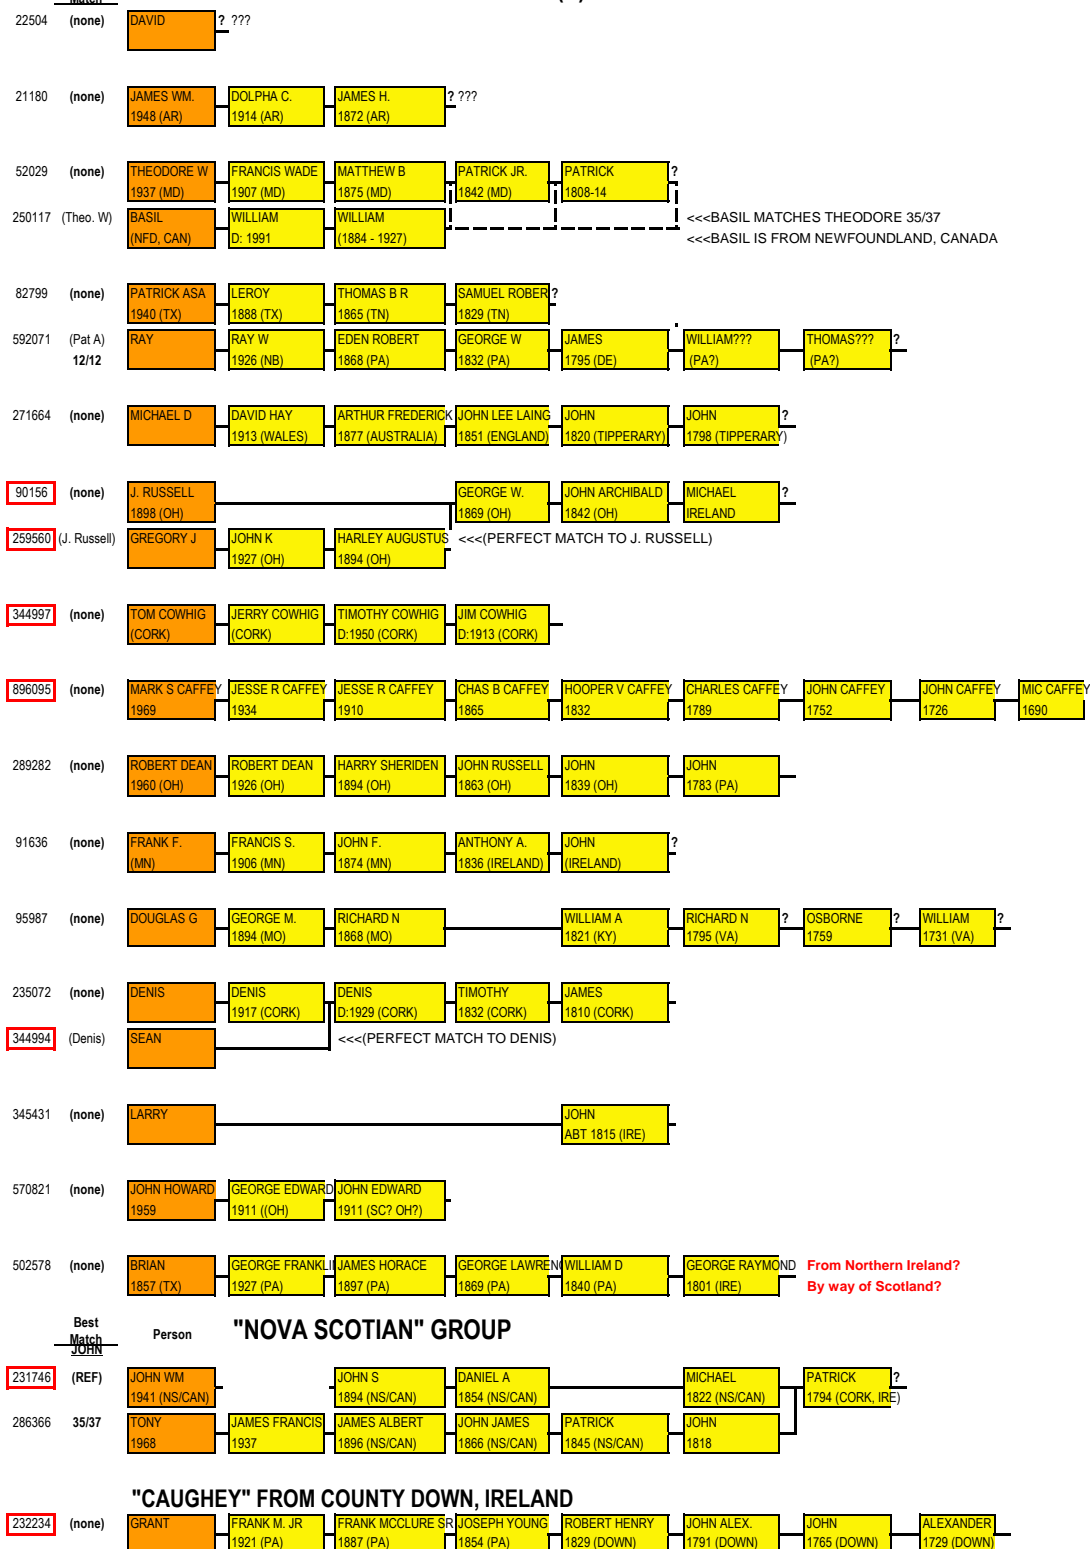 Match
22504 (none) DAVID ? ???
21180 (none) JAMES WM. DOLPHA C. JAMES H. ? ???
1948 (AR) 1914 (AR) 1872 (AR)
52029 (none) THEODORE W FRANCIS WADE MATTHEW B PATRICK JR. PATRICK ?
1937 (MD) 1907 (MD) 1875 (MD) 1842 (MD) 1808-14
250117 (Theo. W) BASIL WILLIAM WILLIAM <<<BASIL MATCHES THEODORE 35/37
(NFD, CAN) D: 1991 (1884 - 1927) <<<BASIL IS FROM NEWFOUNDLAND, CANADA
82799 (none) PATRICK ASA LEROY THOMAS B R SAMUEL ROBER ?
1940 (TX) 1888 (TX) 1865 (TN) 1829 (TN)
592071 (Pat A) RAY RAY W EDEN ROBERT GEORGE W JAMES WILLIAM??? THOMAS??? ?
12/12 1926 (NB) 1868 (PA) 1832 (PA) 1795 (DE) (PA?) (PA?)
271664 (none) MICHAEL D DAVID HAY ARTHUR FREDERICK JOHN LEE LAING JOHN JOHN ?
1913 (WALES) 1877 (AUSTRALIA) 1851 (ENGLAND) 1820 (TIPPERARY) 1798 (TIPPERARY)
90156 (none) J. RUSSELL GEORGE W. JOHN ARCHIBALD MICHAEL ?
1898 (OH) 1869 (OH) 1842 (OH) IRELAND
259560 (J. Russell) GREGORY J JOHN K HARLEY AUGUSTUS <<<(PERFECT MATCH TO J. RUSSELL)
1927 (OH) 1894 (OH)
344997 (none) TOM COWHIG JERRY COWHIG TIMOTHY COWHIG JIM COWHIG
(CORK) (CORK) D:1950 (CORK) D:1913 (CORK)
896095 (none) MARK S CAFFEY JESSE R CAFFEY JESSE R CAFFEY CHAS B CAFFEY HOOPER V CAFFEY CHARLES CAFFEY JOHN CAFFEY JOHN CAFFEY MIC CAFFEY
1969 1934 1910 1865 1832 1789 1752 1726 1690
289282 (none) ROBERT DEAN ROBERT DEAN HARRY SHERIDEN JOHN RUSSELL JOHN JOHN
1960 (OH) 1926 (OH) 1894 (OH) 1863 (OH) 1839 (OH) 1783 (PA)
91636 (none) FRANK F. FRANCIS S. JOHN F. ANTHONY A. JOHN ?
(MN) 1906 (MN) 1874 (MN) 1836 (IRELAND) (IRELAND)
95987 (none) DOUGLAS G GEORGE M. RICHARD N WILLIAM A RICHARD N ? OSBORNE ? WILLIAM ?
1894 (MO) 1868 (MO) 1821 (KY) 1795 (VA) 1759 1731 (VA)
235072 (none) DENIS DENIS DENIS TIMOTHY JAMES
1917 (CORK) D:1929 (CORK) 1832 (CORK) 1810 (CORK)
344994 (Denis) SEAN <<<(PERFECT MATCH TO DENIS)
345431 (none) LARRY JOHN
ABT 1815 (IRE)
570821 (none) JOHN HOWARD GEORGE EDWARD JOHN EDWARD
1959 1911 ((OH) 1911 (SC? OH?)
502578 (none) BRIAN GEORGE FRANKLI JAMES HORACE GEORGE LAWREN WILLIAM D GEORGE RAYMOND From Northern Ireland?
1857 (TX) 1927 (PA) 1897 (PA) 1869 (PA) 1840 (PA) 1801 (IRE) By way of Scotland?
Best
Match Person "NOVA SCOTIAN" GROUP
JOHN
231746 (REF) JOHN WM JOHN S DANIEL A MICHAEL PATRICK ?
1941 (NS/CAN) 1894 (NS/CAN) 1854 (NS/CAN) 1822 (NS/CAN) 1794 (CORK, IRE)
286366 35/37 TONY JAMES FRANCIS JAMES ALBERT JOHN JAMES PATRICK JOHN
1968 1937 1896 (NS/CAN) 1866 (NS/CAN) 1845 (NS/CAN) 1818
"CAUGHEY" FROM COUNTY DOWN, IRELAND
232234 (none) GRANT FRANK M. JR FRANK MCCLURE SR JOSEPH YOUNG ROBERT HENRY JOHN ALEX. JOHN ALEXANDER
1921 (PA) 1887 (PA) 1854 (PA) 1829 (DOWN) 1791 (DOWN) 1765 (DOWN) 1729 (DOWN)